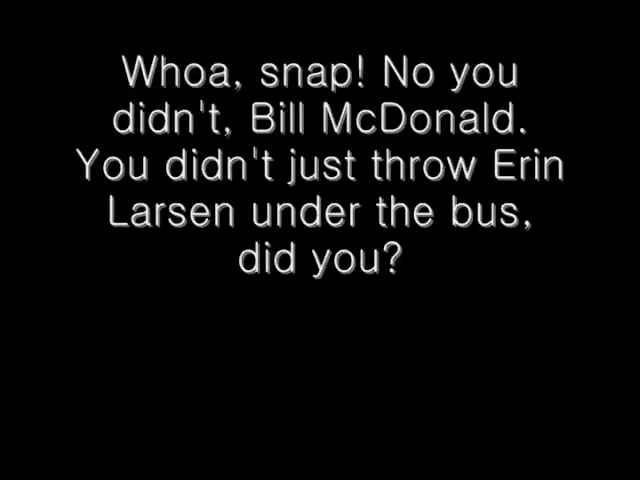 Whoa, snap! No you
didn't, Bill McDonald.
You didn't just throw Erin
Larsen under the bus,
did you?